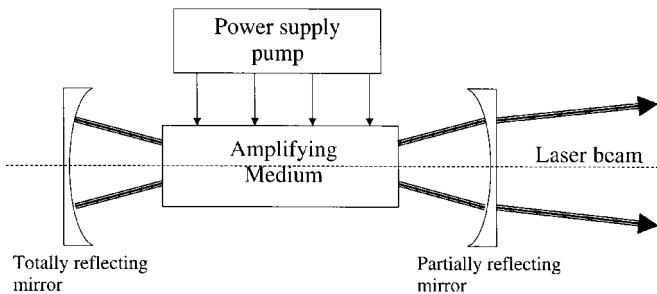 Power supply
pump
Amplifying
Medium
Laser beam
Totally reflecting
mirror
Partially reflecting
mirror